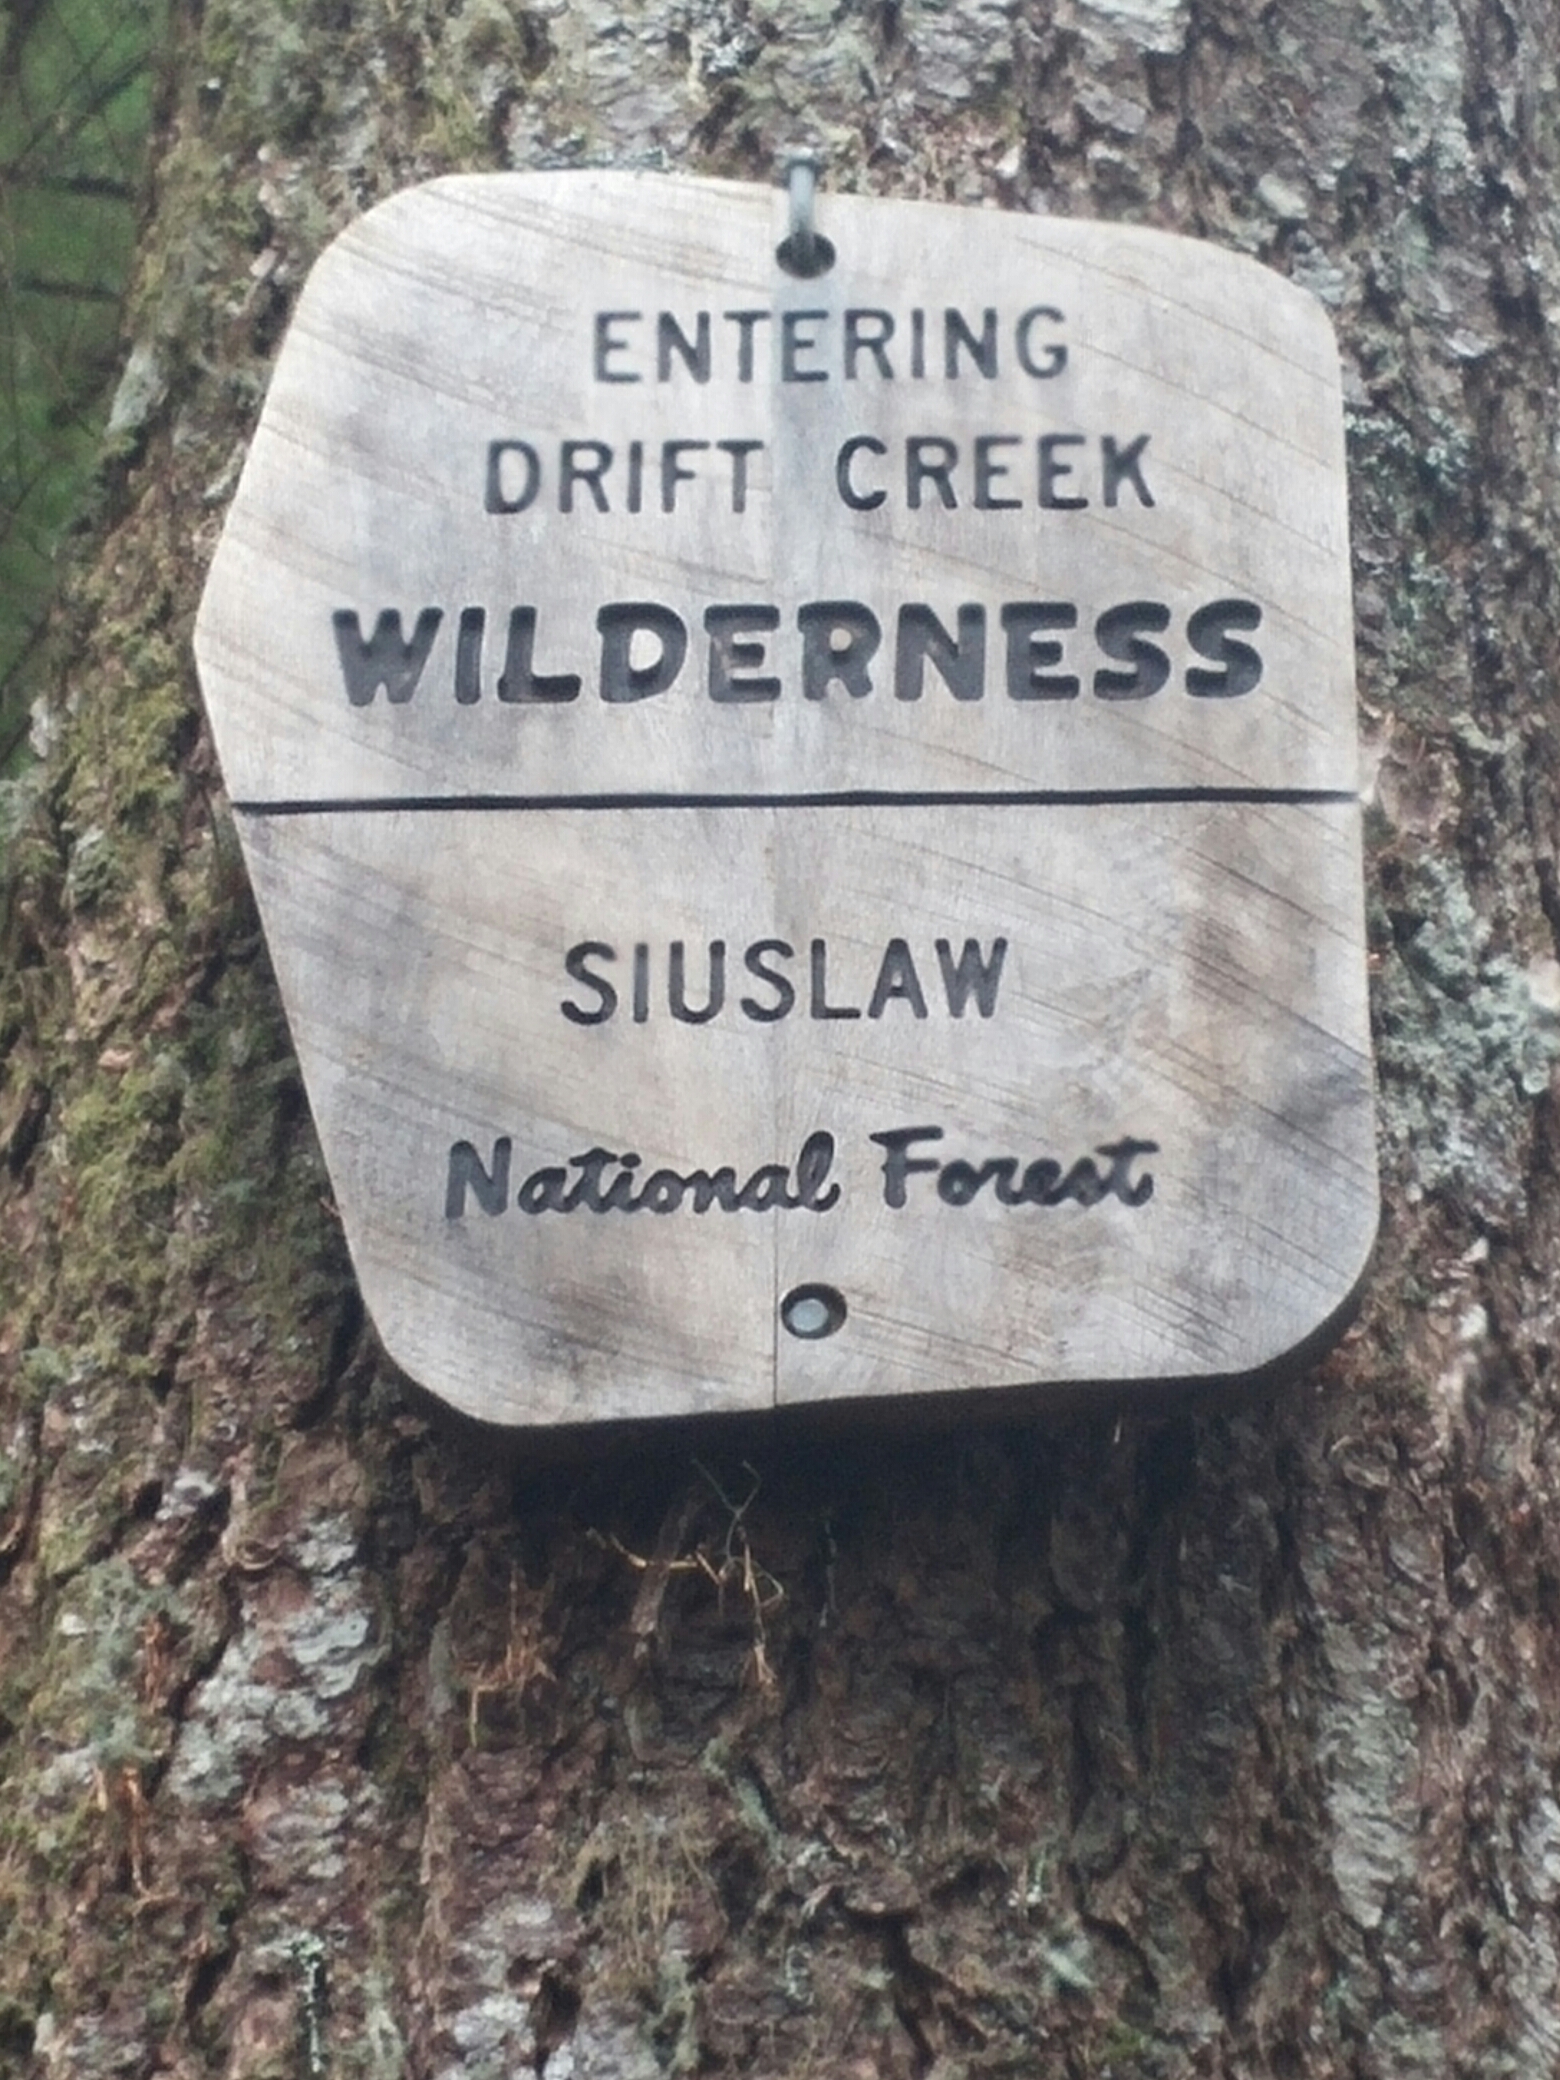 ENTERING
DRIFT CREEK
WILDERNESS
SIUSLAW
National Forest